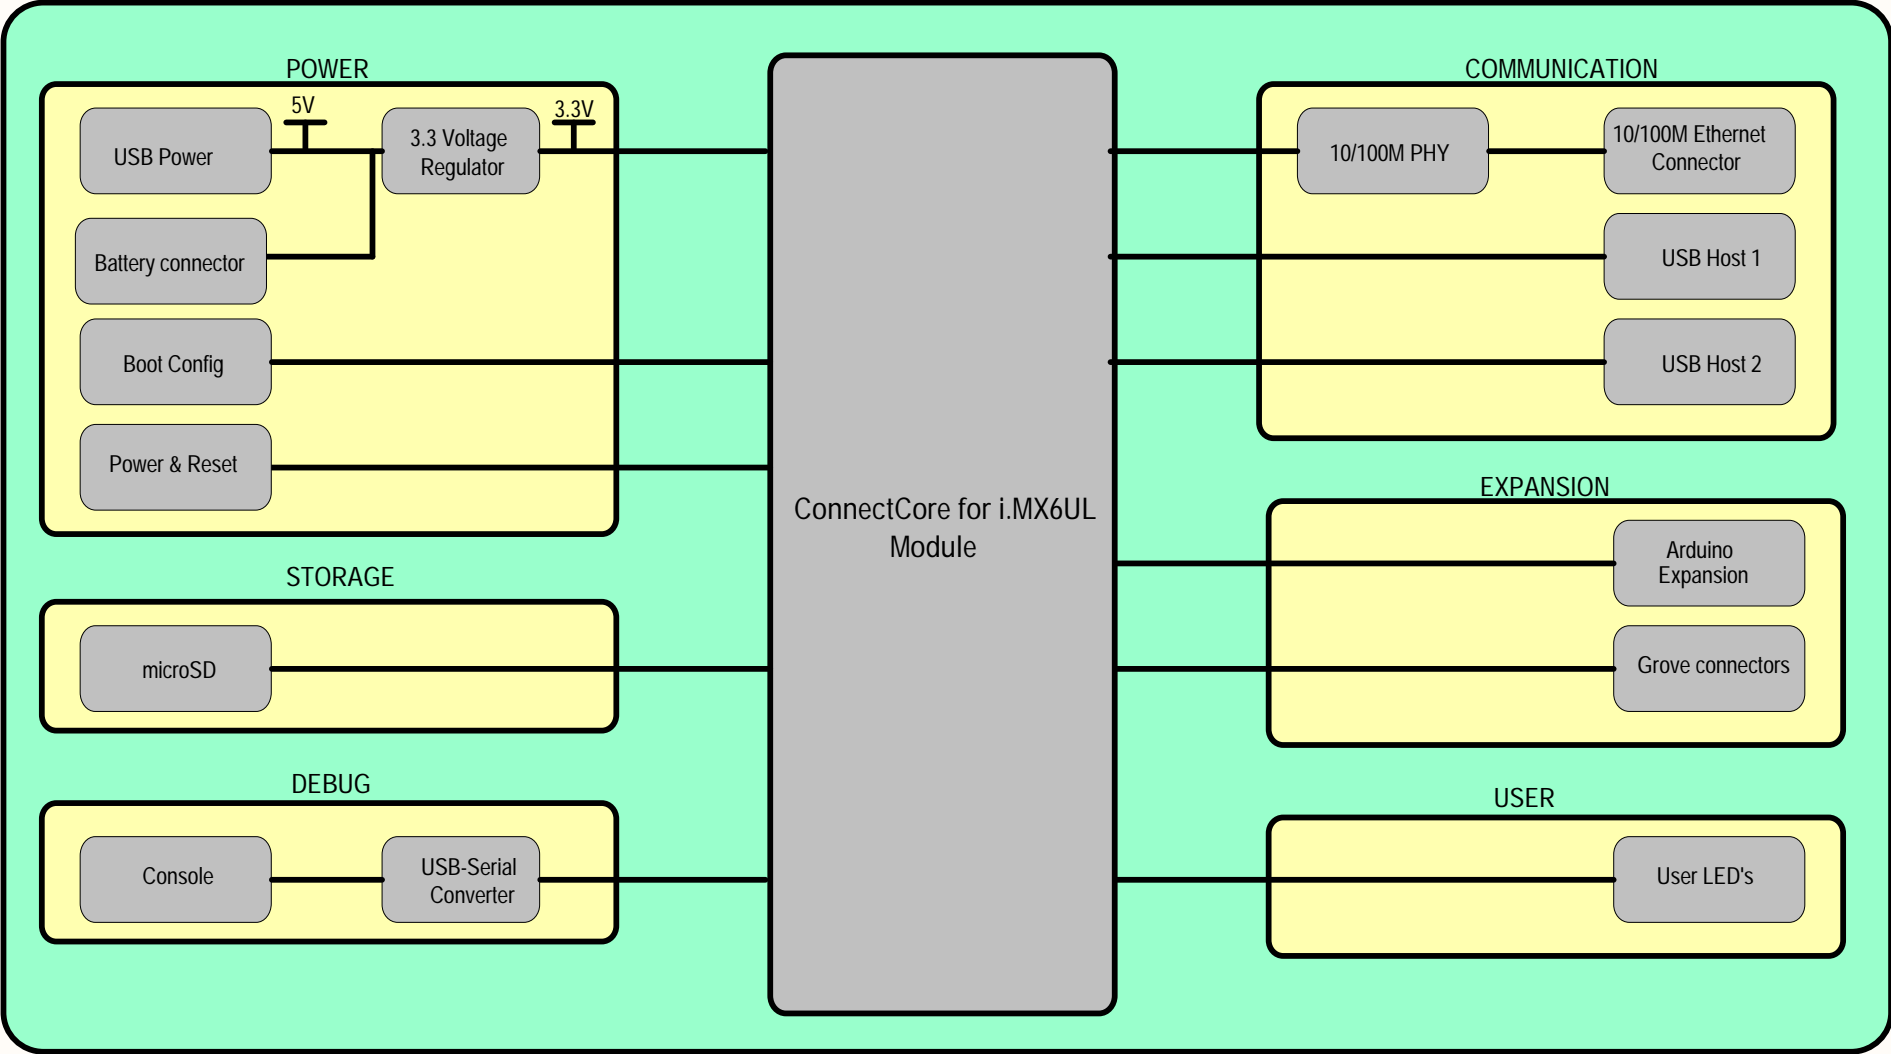 POWER
5V
3.3V
USB Power
3.3 Voltage
Regulator
Battery connector
Boot Config
Power & Reset
STORAGE
microSD
DEBUG
Console
USB-Serial
Converter
ConnectCore for i.MX6UL
Module
COMMUNICATION
10/100M PHY
10/100M Ethernet
Connector
USB Host 1
USB Host 2
EXPANSION
Arduino
Expansion
Grove connectors
USER
User LED's